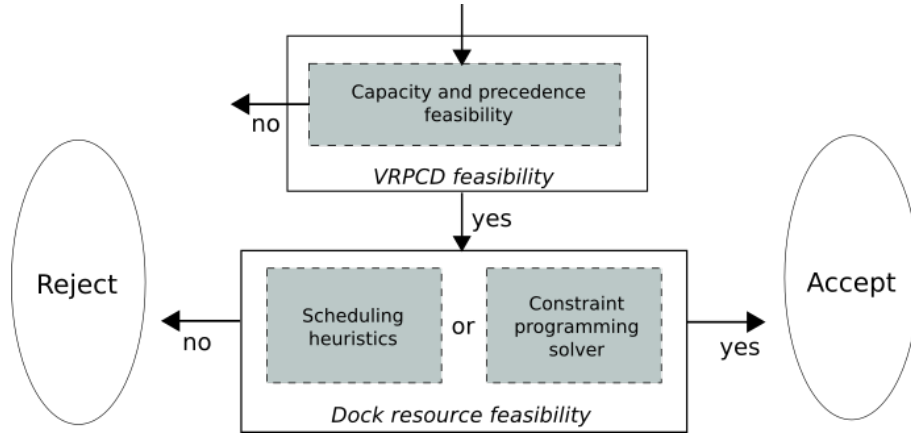 Capacity and precedence
feasibility
no
VRPCD feasibility
yes
Reject
Accept
Scheduling
heuristics
or
Constraint
programming
solver
no
yes
Dock resource feasibility